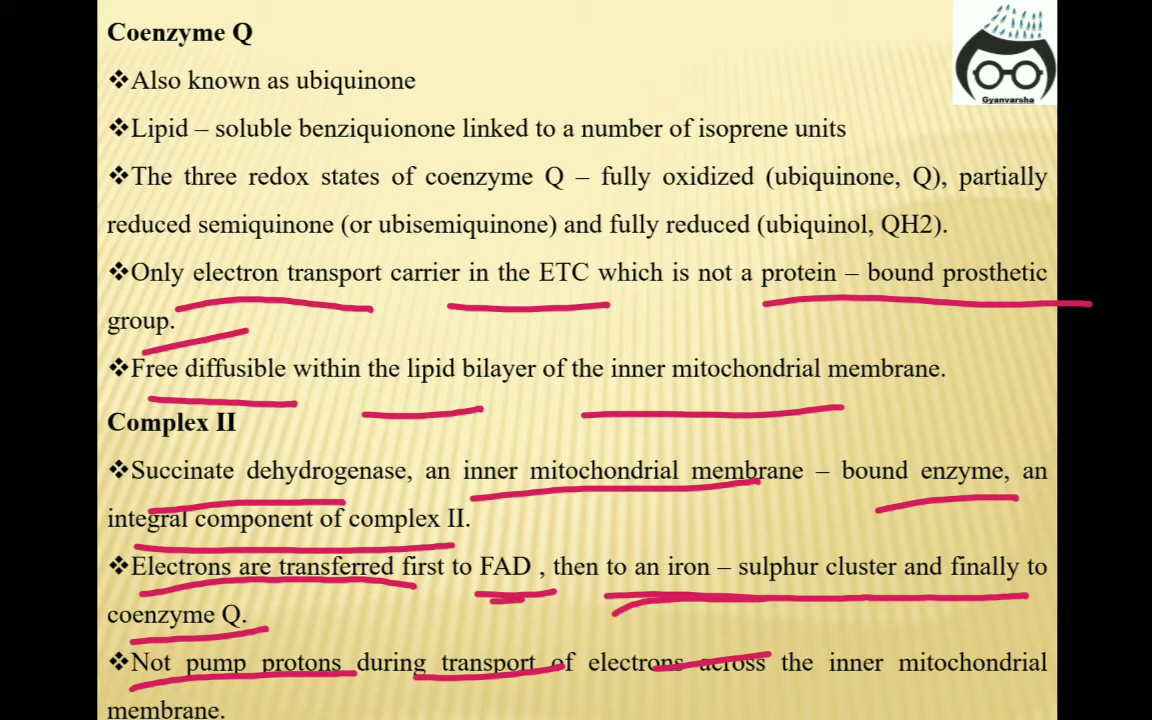 Coenzyme Q
Gyanvarsha
❖Also known as ubiquinone
❖Lipid – soluble benziquionone linked to a number of isoprene units
❖The three redox states of coenzyme Q – fully oxidized (ubiquinone, Q), partially
reduced semiquinone (or ubisemiquinone) and fully reduced (ubiquinol, QH2).
❖Only electron transport carrier in the ETC which is not a protein – bound prosthetic
group.
❖Free diffusible within the lipid bilayer of the inner mitochondrial membrane.
Complex II
❖Succinate dehydrogenase, an inner mitochondrial membrane – bound enzyme, an
integral component of complex II.
❖Electrons are transferred first to FAD , then to an iron – sulphur cluster and finally to
coenzyme Q.
❖Not pump protons during transport of electrons across the inner mitochondrial
membrane.